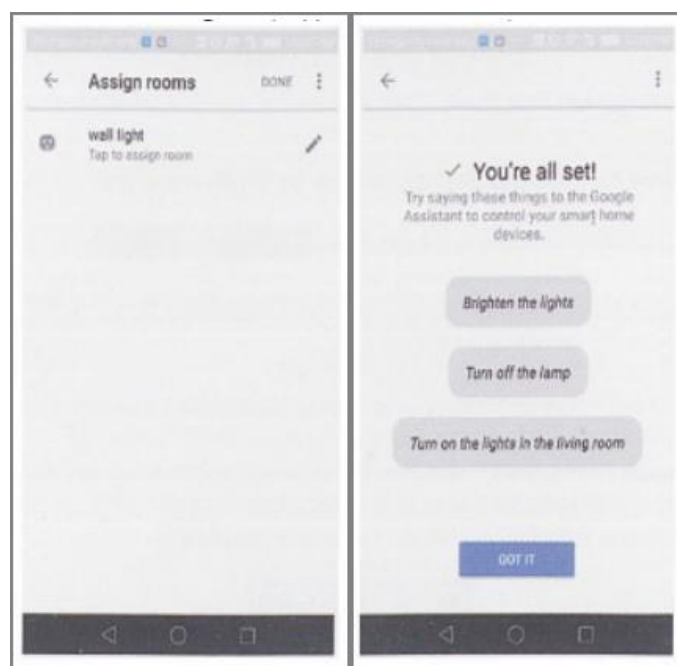 Assign rooms
DONE
wall light
Tap to assign room
You're all set!
Try saying these things to the Google
Assistant to control your smart home
devices.
Brighten the lights
Turn off the lamp
Turn on the lights in the living room
GOT IT